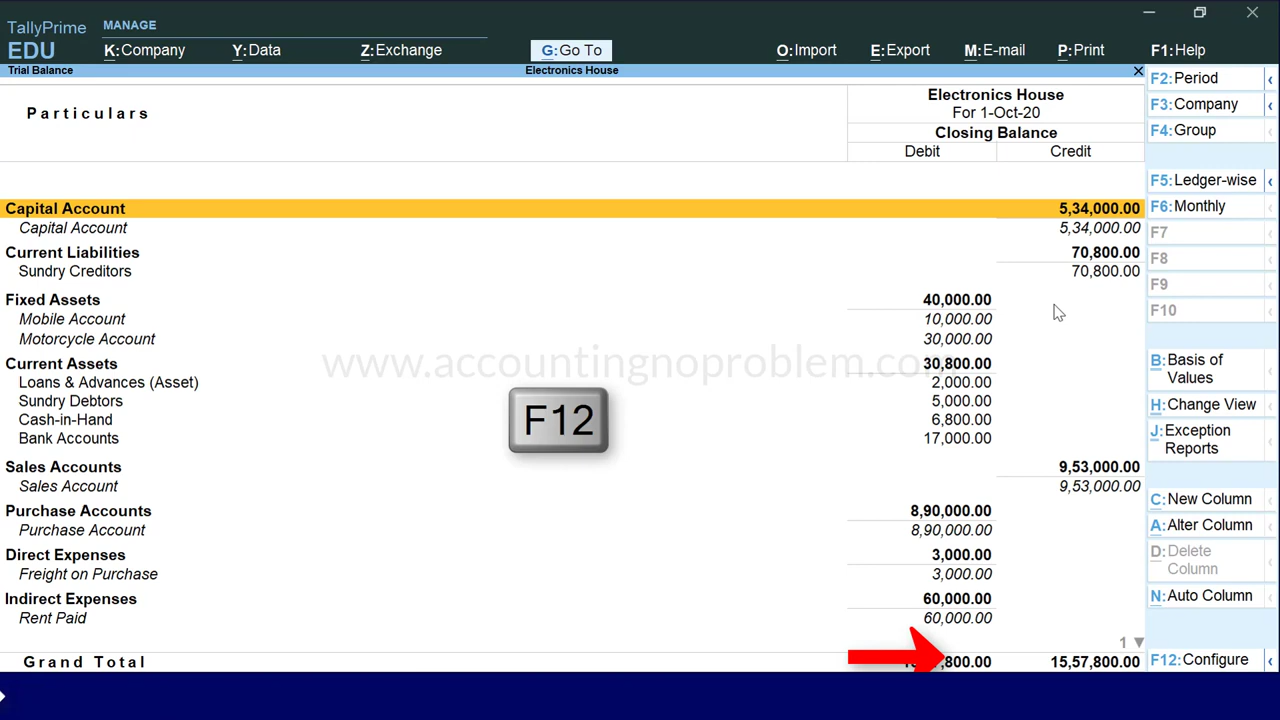 TallyPrime MANAGE
EDU K:Company Y:Data Z:Exchange G:Go To O:Import E:Export M:E-mail P:Print F1:Help
Trial Balance Electronics House
Particulars
Electronics House
For 1-Oct-20
Closing Balance
Debit Credit
Capital Account 5,34,000.00
Capital Account 5,34,000.00
Current Liabilities 70,800.00
Sundry Creditors 70,800.00
Fixed Assets 40,000.00
Mobile Account 10,000.00
Motorcycle Account 30,000.00
Current Assets 30,800.00
Loans & Advances (Asset) 2,000.00
Sundry Debtors 5,000.00
Cash-in-Hand 6,800.00
Bank Accounts 17,000.00
Sales Accounts 9,53,000.00
Sales Account 9,53,000.00
Purchase Accounts 8,90,000.00
Purchase Account 8,90,000.00
Direct Expenses 3,000.00
Freight on Purchase 3,000.00
Indirect Expenses 60,000.00
Rent Paid 60,000.00
1
Grand Total 15,57,800.00
www.accountingnoproblem.com
F12
F2:Period
F3:Company
F4:Group
F5:Ledger-wise
F6:Monthly
F7
F8
F9
F10
B:Basis of
Values
H:Change View
J:Exception
Reports
C:New Column
A:Alter Column
D:Delete
Column
N:Auto Column
F12:Configure